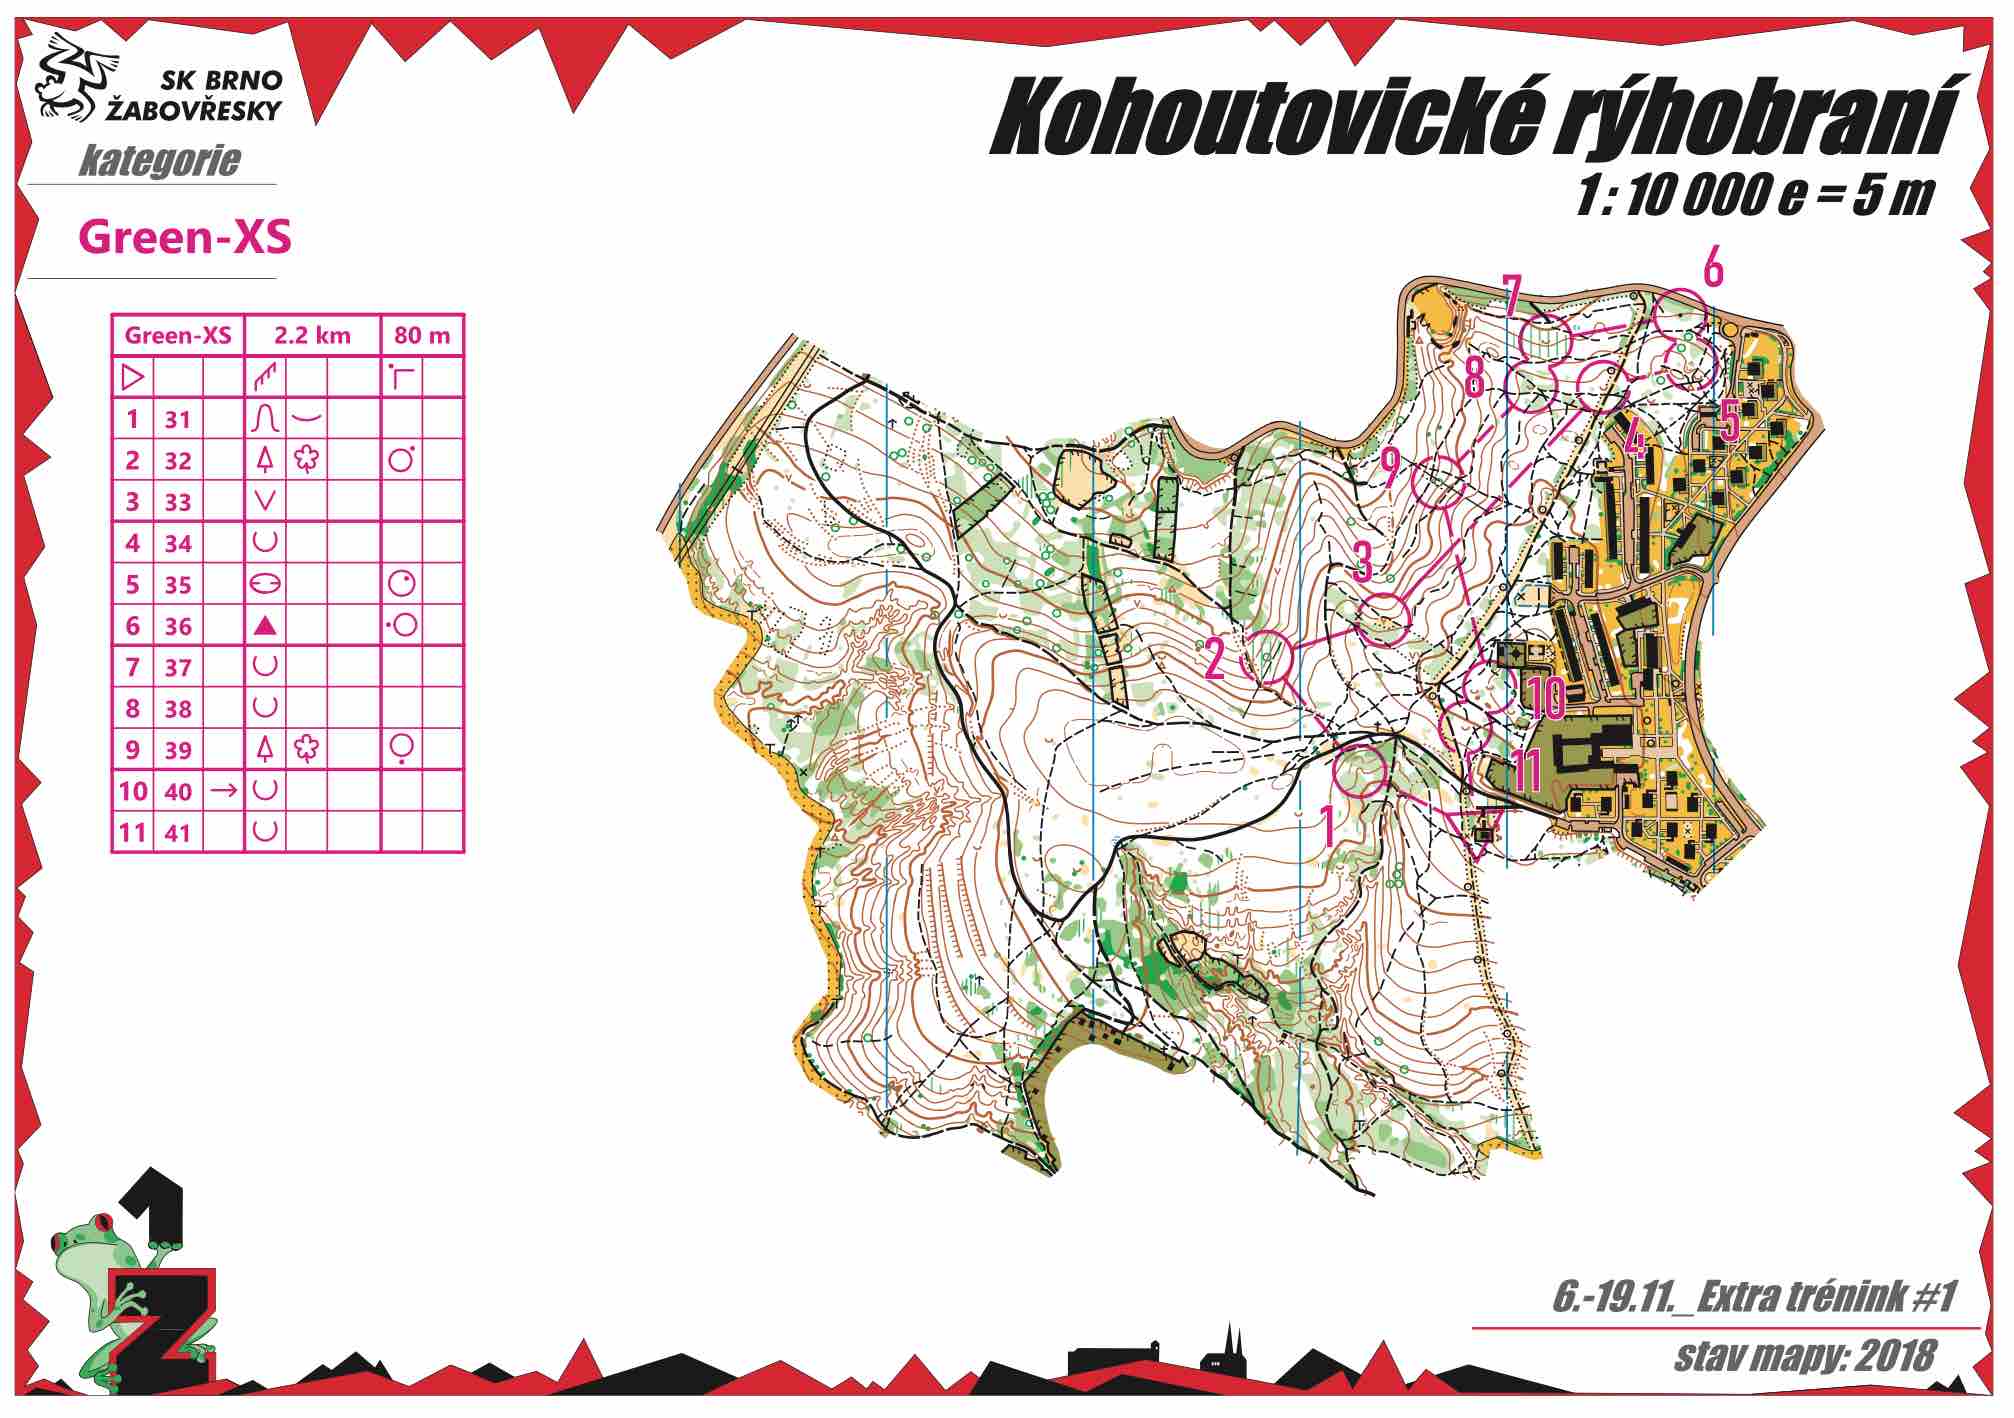 SK BRNO
ŽABOVŘESKY
kategorie
Green-XS
Kohoutovické rýhobraní
1 : 10 000 e = 5 m
Green-XS 2.2 km 80 m
1 31
2 32
3 33
4 34
5 35
6 36
7 37
8 38
9 39
10 40 →
11 41
6
7
8
5
4
9
3
2
10
11
1
1
Ž
6.-19.11._Extra trénink #1
stav mapy: 2018